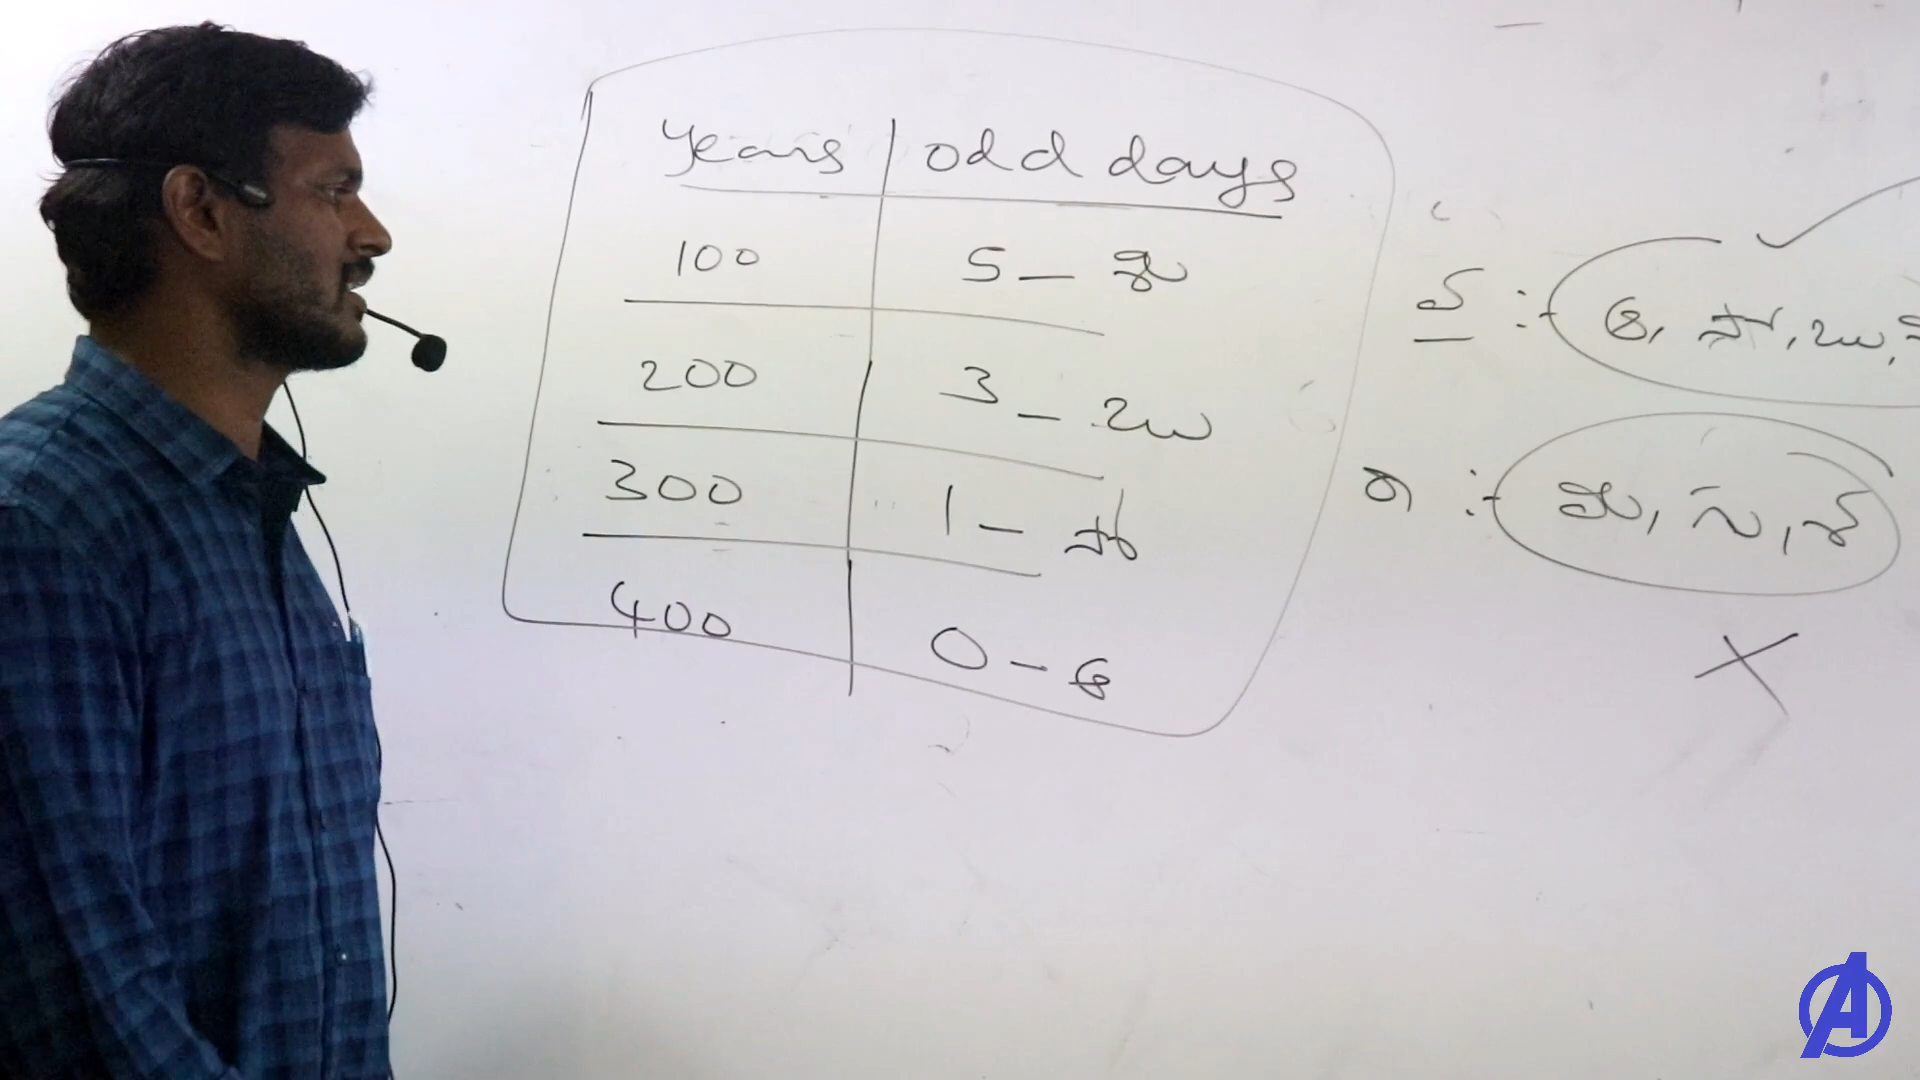 years odd days
100 5 – శు
200 3 – బు
300 1 – సో
400 0 – ఆ
వ :- ఆ, సో, బు,
రా :- మ, గు, శ